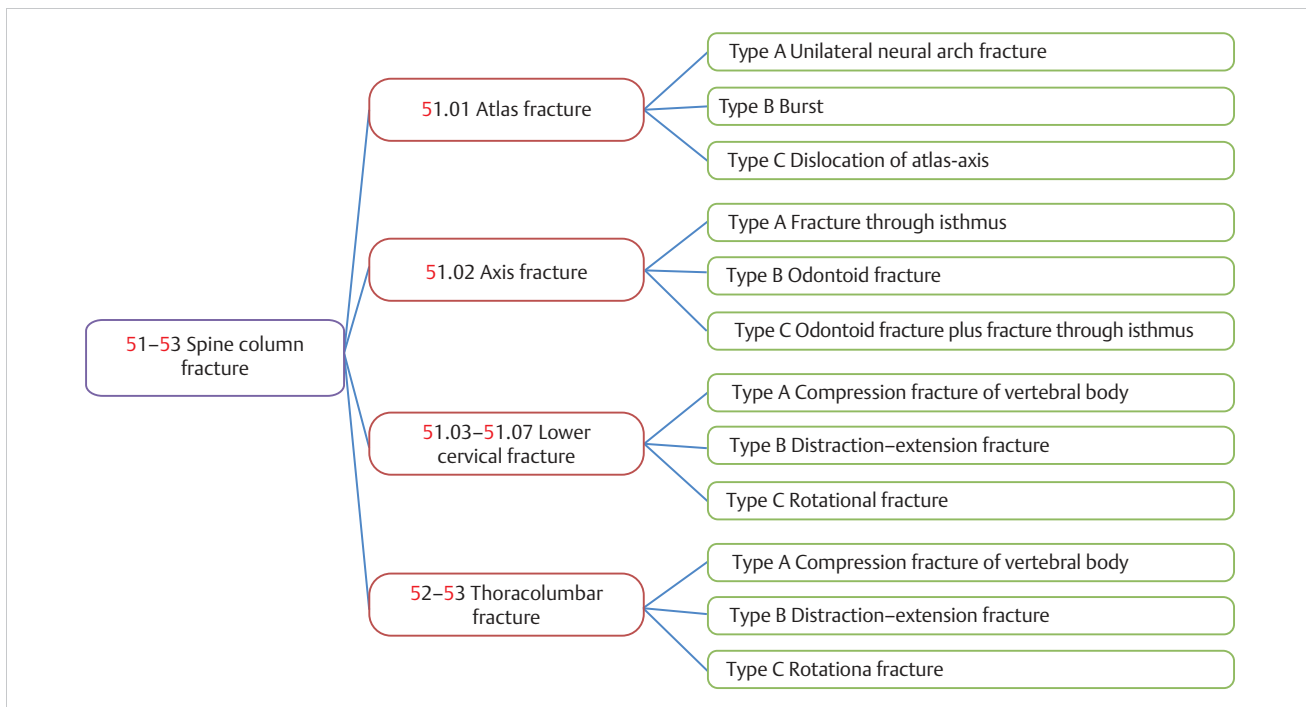 51–53 Spine column
fracture
51.01 Atlas fracture
Type A Unilateral neural arch fracture
Type B Burst
Type C Dislocation of atlas-axis
51.02 Axis fracture
Type A Fracture through isthmus
Type B Odontoid fracture
Type C Odontoid fracture plus fracture through isthmus
51.03–51.07 Lower
cervical fracture
Type A Compression fracture of vertebral body
Type B Distraction–extension fracture
Type C Rotational fracture
52–53 Thoracolumbar
fracture
Type A Compression fracture of vertebral body
Type B Distraction–extension fracture
Type C Rotationa fracture